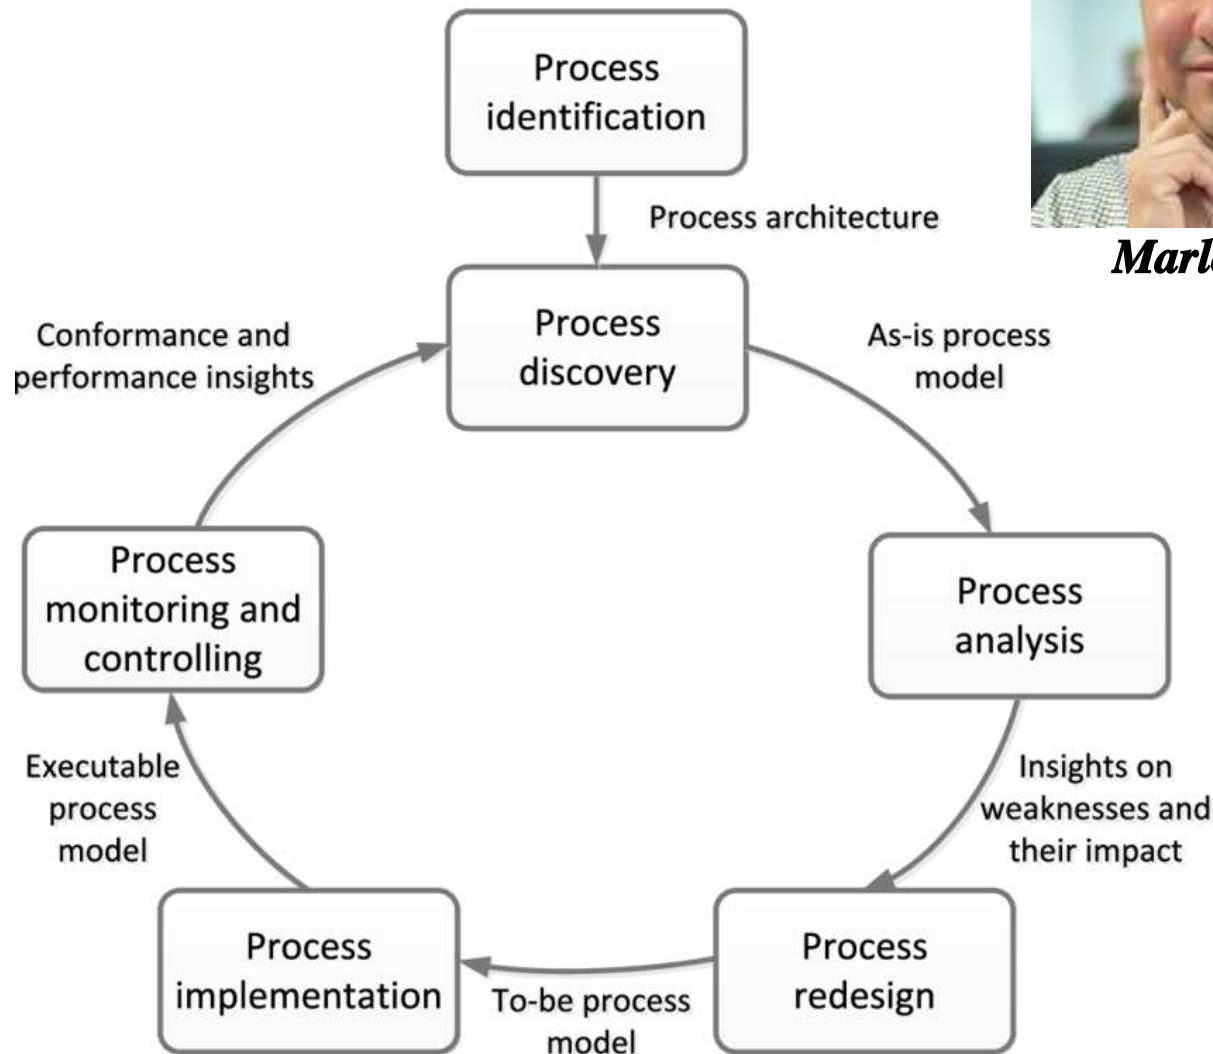 Process
identification
Process architecture
Process
discovery
Conformance and
performance insights
As-is process
model
Process
monitoring and
controlling
Process
analysis
Executable
process
model
Insights on
weaknesses and
their impact
Process
implementation
To-be process
model
Process
redesign